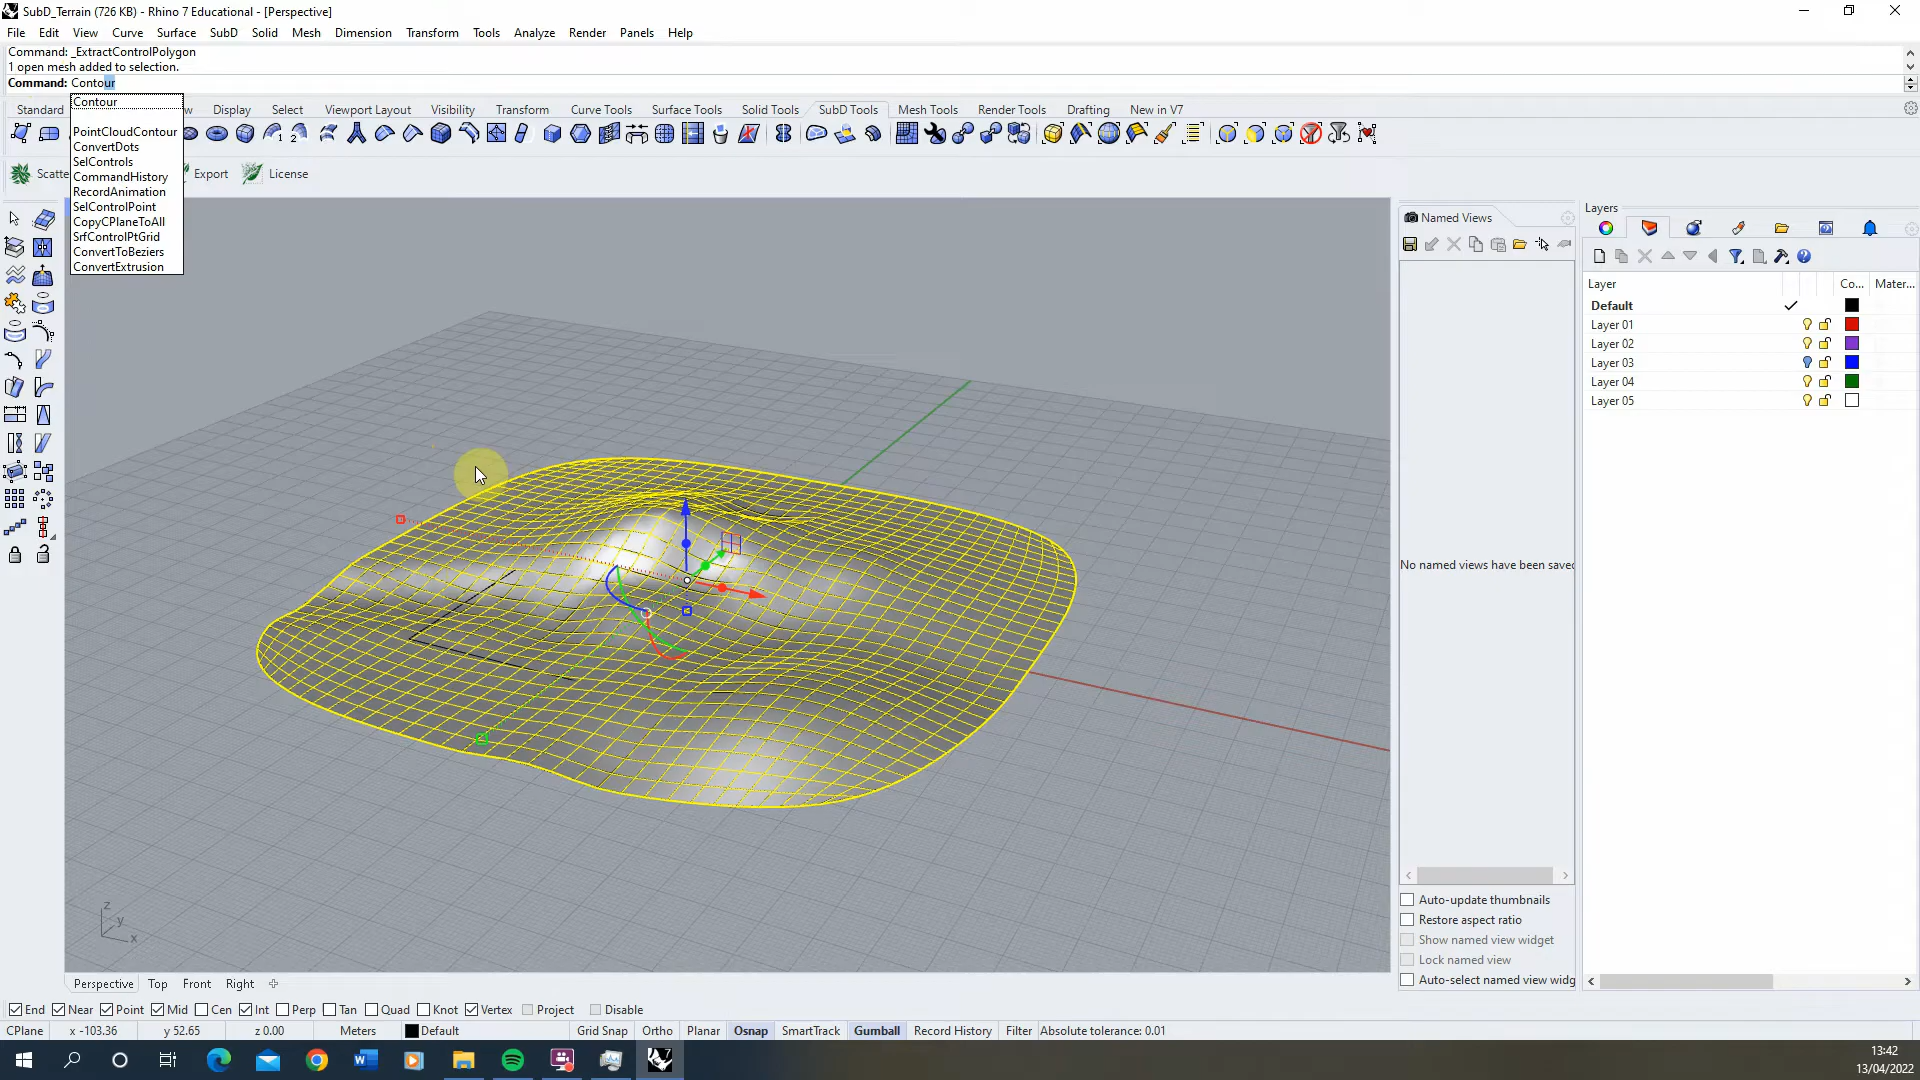 SubD_Terrain (726 KB) - Rhino 7 Educational - [Perspective]
File Edit View Curve Surface SubD Solid Mesh Dimension Transform Tools Analyze Render Panels Help
Command: _ExtractControlPolygon
1 open mesh added to selection.
Command: Contour
Contour
PointCloudContour
ConvertDots
SelControls
CommandHistory
RecordAnimation
SelControlPoint
CopyCPlaneToAll
SrfControlPtGrid
ConvertToBeziers
ConvertExtrusion
Standard Display Select Viewport Layout Visibility Transform Curve Tools Surface Tools Solid Tools SubD Tools Mesh Tools Render Tools Drafting New in V7
Scatte Export License
Named Views
No named views have been saved
Auto-update thumbnails
Restore aspect ratio
Show named view widget
Lock named view
Auto-select named view widg
Layers
Layer Co... Mater...
Default
Layer 01
Layer 02
Layer 03
Layer 04
Layer 05
z
y
x
Perspective Top Front Right
End Near Point Mid Cen Int Perp Tan Quad Knot Vertex Project Disable
CPlane x -103.36 y 52.65 z 0.00 Meters Default Grid Snap Ortho Planar Osnap SmartTrack Gumball Record History Filter Absolute tolerance: 0.01
13:42
13/04/2022